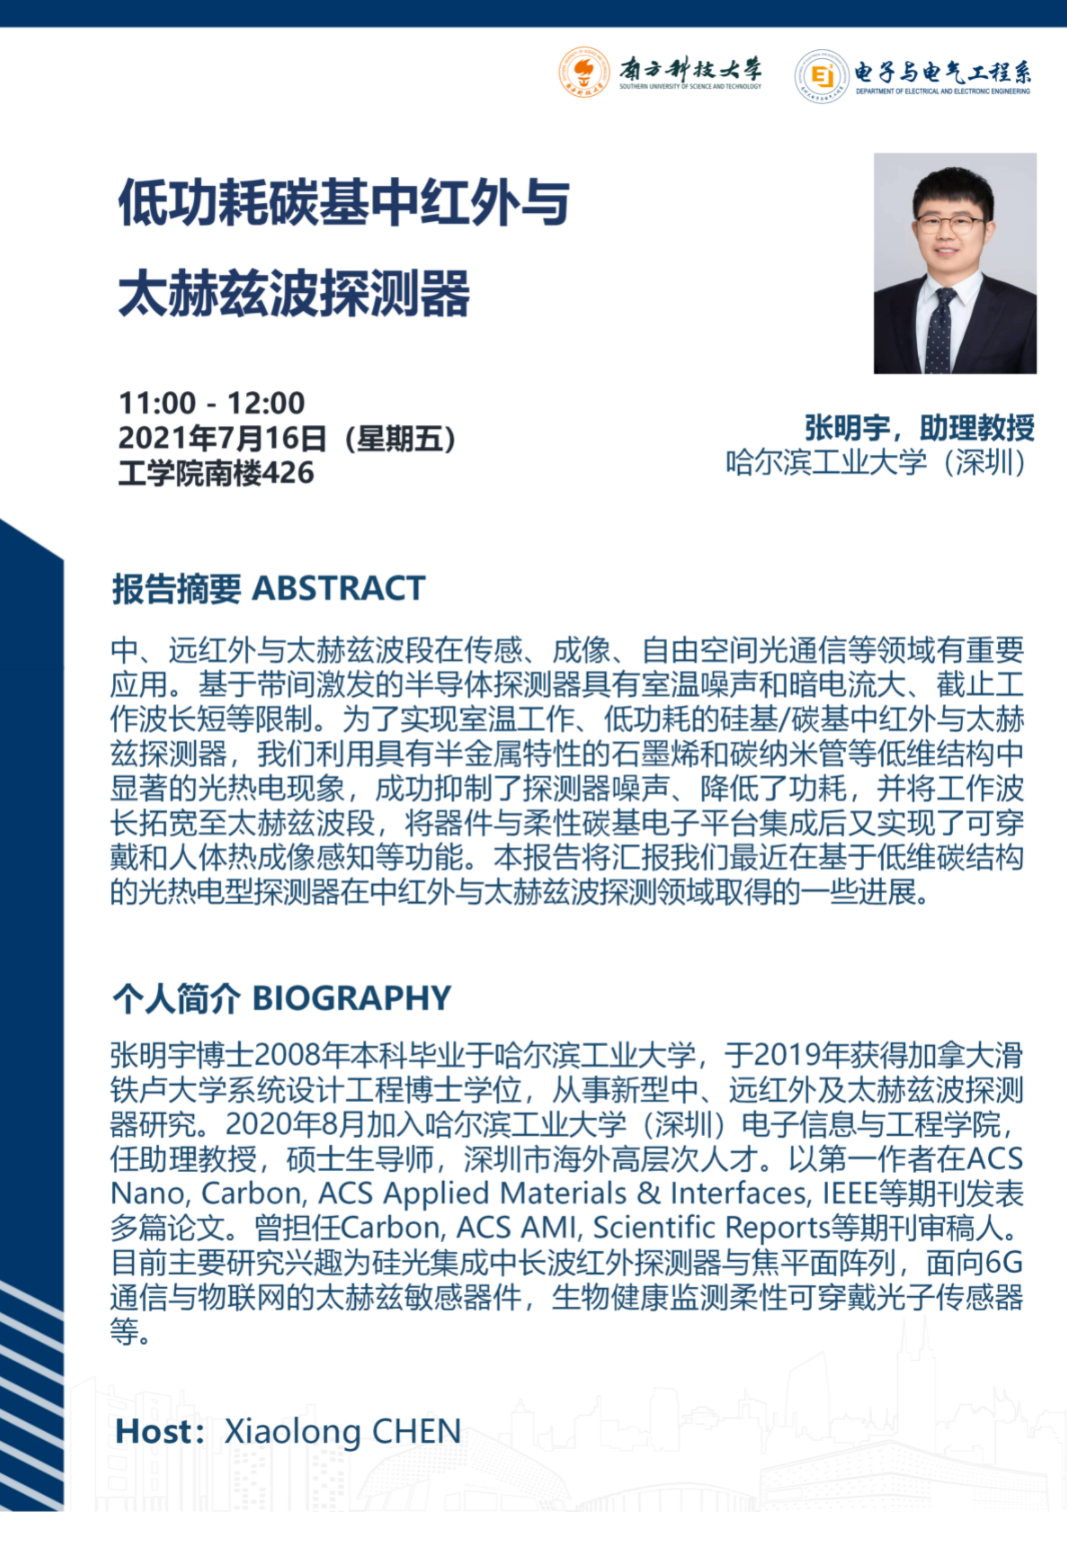 南方科技大学
SOUTHERN UNIVERSITY OF SCIENCE AND TECHNOLOGY
电子与电气工程系
DEPARTMENT OF ELECTRICAL AND ELECTRONIC ENGINEERING
低功耗碳基中红外与
太赫兹波探测器
11:00 - 12:00
2021年7月16日（星期五）
工学院南楼426
张明宇，助理教授
哈尔滨工业大学（深圳）
报告摘要 ABSTRACT
中、远红外与太赫兹波段在传感、成像、自由空间光通信等领域有重要
应用。基于带间激发的半导体探测器具有室温噪声和暗电流大、截止工
作波长短等限制。为了实现室温工作、低功耗的硅基/碳基中红外与太赫
兹探测器，我们利用具有半金属特性的石墨烯和碳纳米管等低维结构中
显著的光热电现象，成功抑制了探测器噪声、降低了功耗，并将工作波
长拓宽至太赫兹波段，将器件与柔性碳基电子平台集成后又实现了可穿
戴和人体热成像感知等功能。本报告将汇报我们最近在基于低维碳结构
的光热电型探测器在中红外与太赫兹波探测领域取得的一些进展。
个人简介 BIOGRAPHY
张明宇博士2008年本科毕业于哈尔滨工业大学，于2019年获得加拿大滑
铁卢大学系统设计工程博士学位，从事新型中、远红外及太赫兹波探测
器研究。2020年8月加入哈尔滨工业大学（深圳）电子信息与工程学院，
任助理教授，硕士生导师，深圳市海外高层次人才。以第一作者在ACS
Nano, Carbon, ACS Applied Materials & Interfaces, IEEE等期刊发表
多篇论文。曾担任Carbon, ACS AMI, Scientific Reports等期刊审稿人。
目前主要研究兴趣为硅光集成中长波红外探测器与焦平面阵列，面向6G
通信与物联网的太赫兹敏感器件，生物健康监测柔性可穿戴光子传感器
等。
Host：Xiaolong CHEN